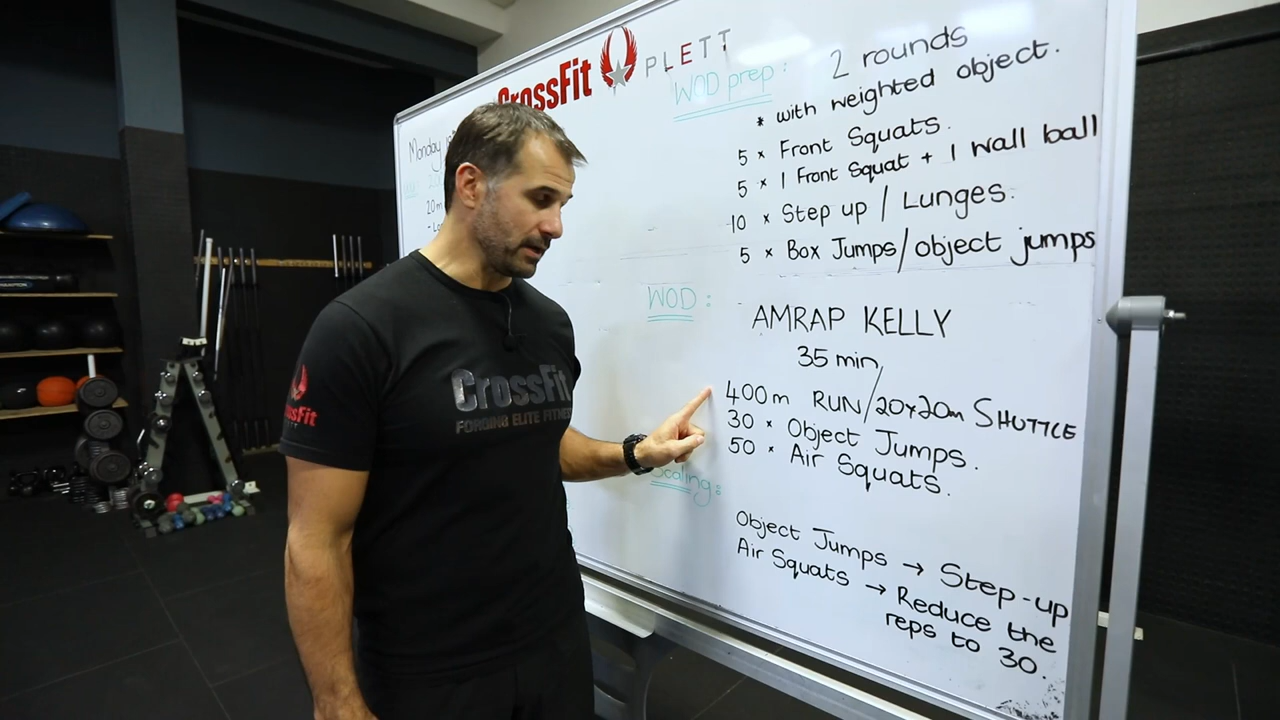 CrossFit PLETT
Monday
20m
WOD prep: 2 rounds
* with weighted object.
5 x Front Squats.
5 x 1 Front Squat + 1 wall ball
10 x Step up / Lunges.
5 x Box Jumps/object jumps
WOD:
AMRAP KELLY
35 min
400m RUN/20x20m SHUTTLE
30 x Object Jumps.
50 x Air Squats.
Scaling:
Object Jumps → Step-up
Air Squats → Reduce the
reps to 30.
CrossFit
FORGING ELITE FITNESS
CrossFit